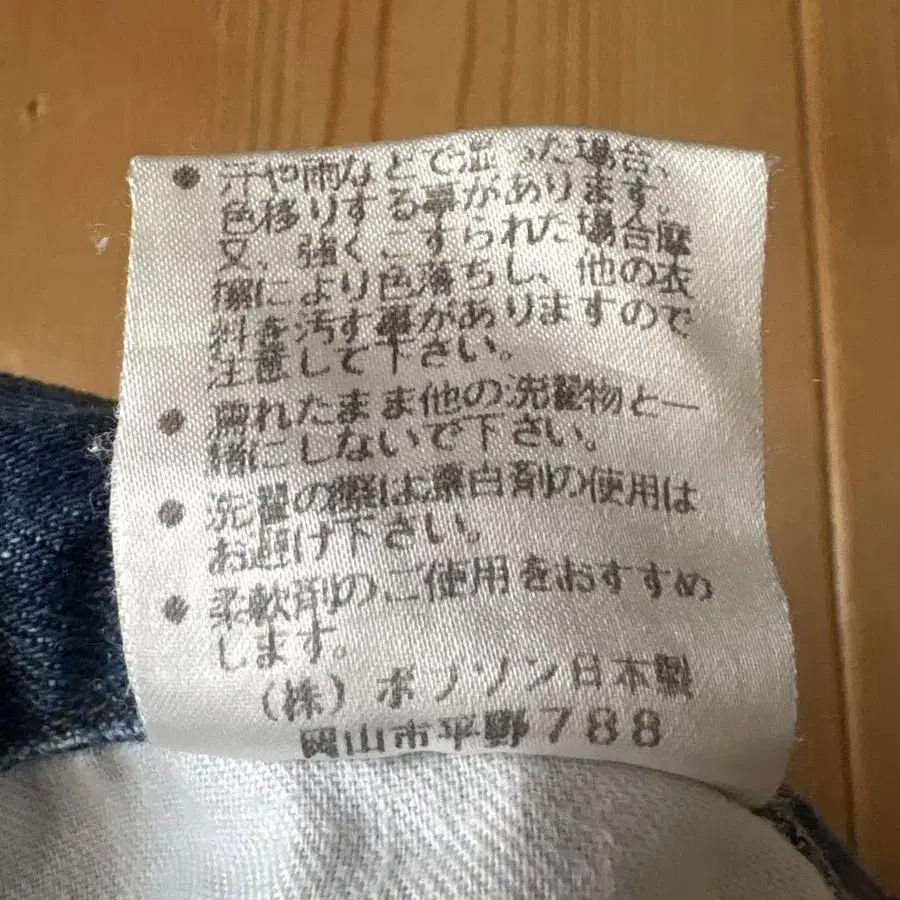 ● 汗や雨などで湿った場合、
色移りする事があります。
又、強くこすられた場合摩
擦により色落ちし、他の衣
料を汚す事がありますので
注意して下さい。
● 濡れたまま他の洗濯物と一
緒にしないで下さい。
● 洗濯の際は漂白剤の使用は
お避け下さい。
● 柔軟剤のご使用をおすすめ
します。
(株) ボブソン日本製
岡山市平野788